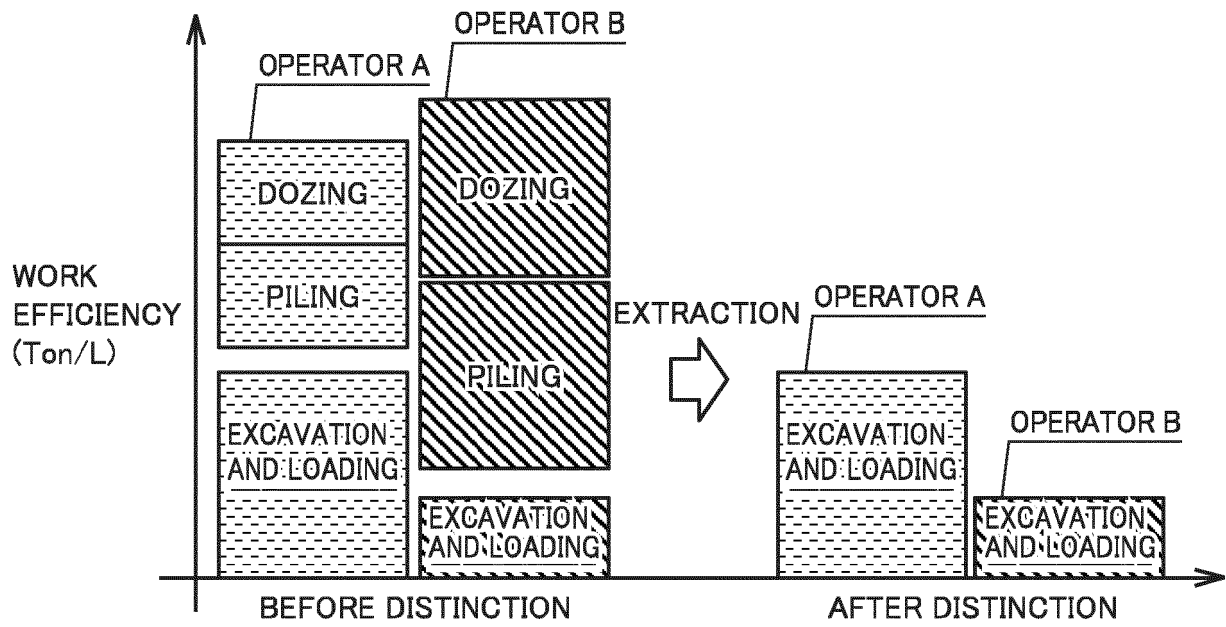 OPERATOR B
OPERATOR A
DOZING
DOZING
WORK
EFFICIENCY
(Ton/L)
PILING
PILING
EXCAVATION
AND LOADING
EXCAVATION
AND LOADING
EXTRACTION
OPERATOR A
OPERATOR B
EXCAVATION
AND LOADING
EXCAVATION
AND LOADING
BEFORE DISTINCTION
AFTER DISTINCTION